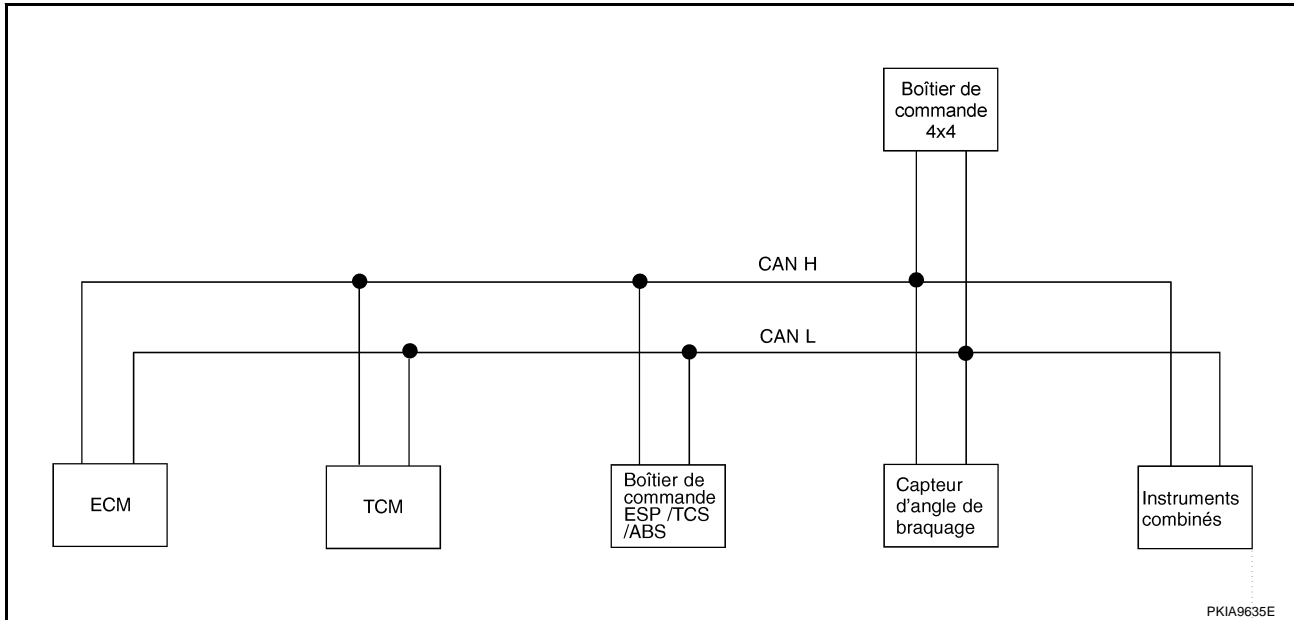 Boîtier de
commande
4x4
CAN H
CAN L
ECM
TCM
Boîtier de
commande
ESP /TCS
/ABS
Capteur
d'angle de
braquage
Instruments
combinés
PKIA9635E